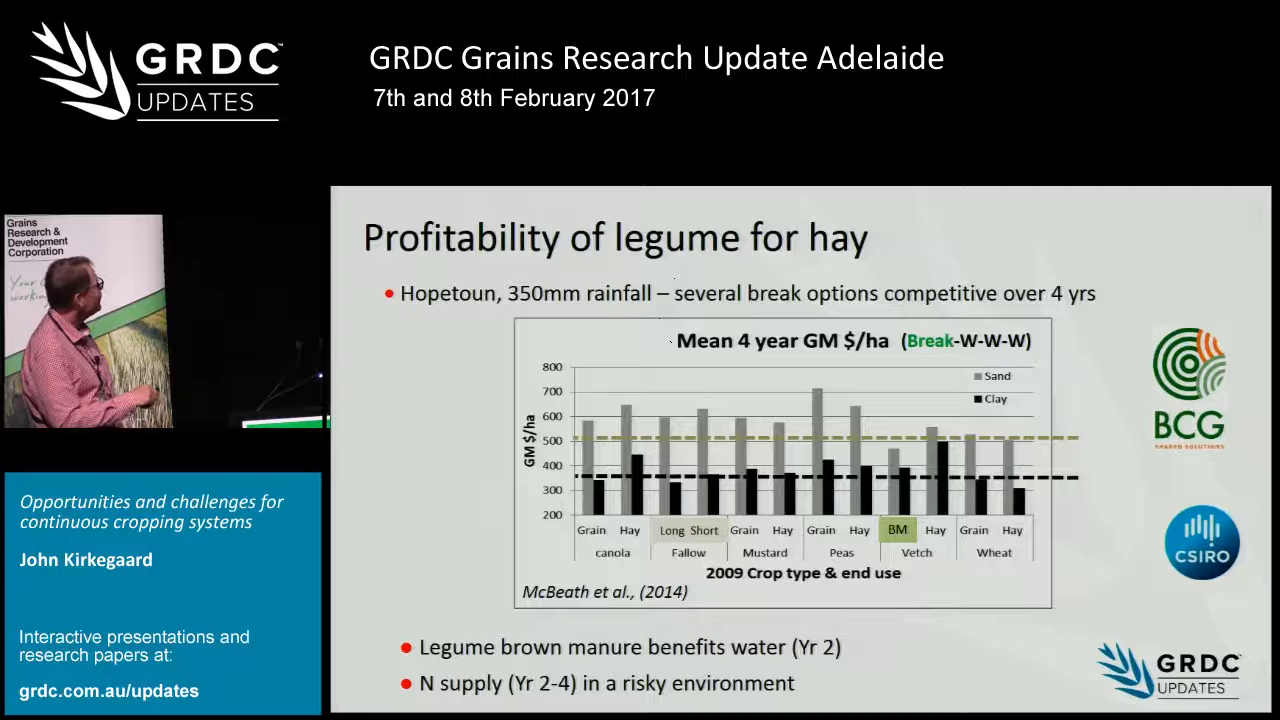 GRDC™
UPDATES
GRDC Grains Research Update Adelaide
7th and 8th February 2017
Grains
Research &
Development
Corporation
Profitability of legume for hay
• Hopetoun, 350mm rainfall – several break options competitive over 4 yrs
Mean 4 year GM $/ha (Break-W-W-W)
Sand
Clay
GM $/ha
800
700
600
500
400
300
200
Grain Hay Long Short Grain Hay Grain Hay BM Hay Grain Hay
canola Fallow Mustard Peas Vetch Wheat
2009 Crop type & end use
McBeath et al., (2014)
BCG
SHARED SOLUTIONS
CSIRO
• Legume brown manure benefits water (Yr 2)
• N supply (Yr 2-4) in a risky environment
GRDC™
UPDATES
Opportunities and challenges for
continuous cropping systems
John Kirkegaard
Interactive presentations and
research papers at:
grdc.com.au/updates